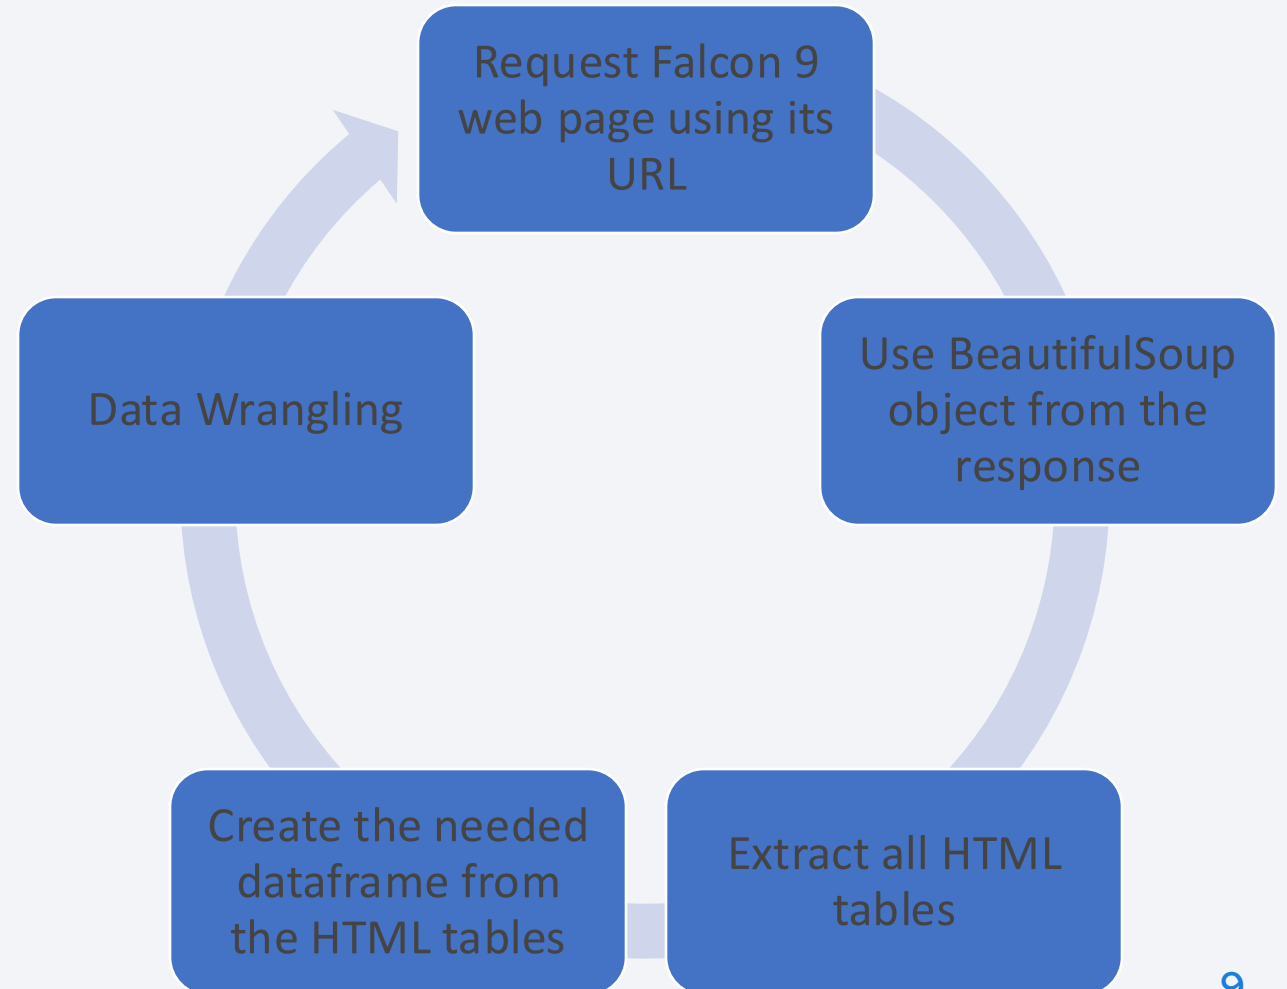 Request Falcon 9
web page using its
URL
Use BeautifulSoup
object from the
response
Extract all HTML
tables
Create the needed
dataframe from
the HTML tables
Data Wrangling
9